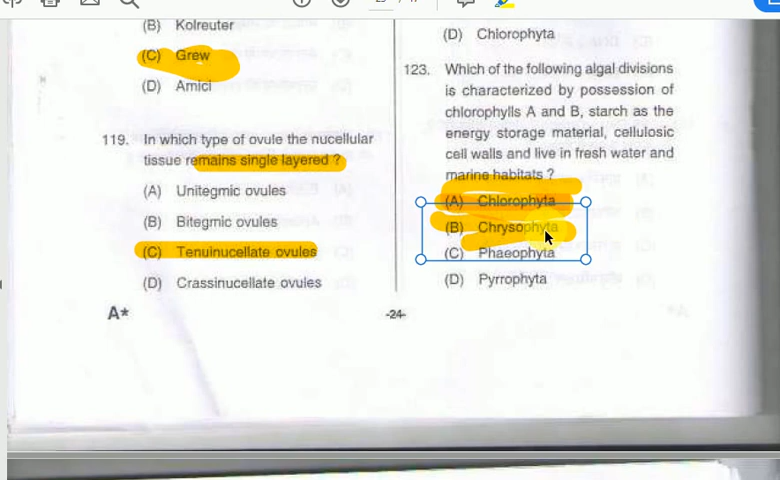 (B) Kolreuter
(C) Grew
(D) Amici
119. In which type of ovule the nucellular
tissue remains single layered ?
(A) Unitegmic ovules
(B) Bitegmic ovules
(C) Tenuinucellate ovules
(D) Crassinucellate ovules
A*
-24-
(D) Chlorophyta
123. Which of the following algal divisions
is characterized by possession of
chlorophylls A and B, starch as the
energy storage material, cellulosic
cell walls and live in fresh water and
marine habitats ?
(A) Chlorophyta
(B) Chrysophyta
(C) Phaeophyta
(D) Pyrrophyta